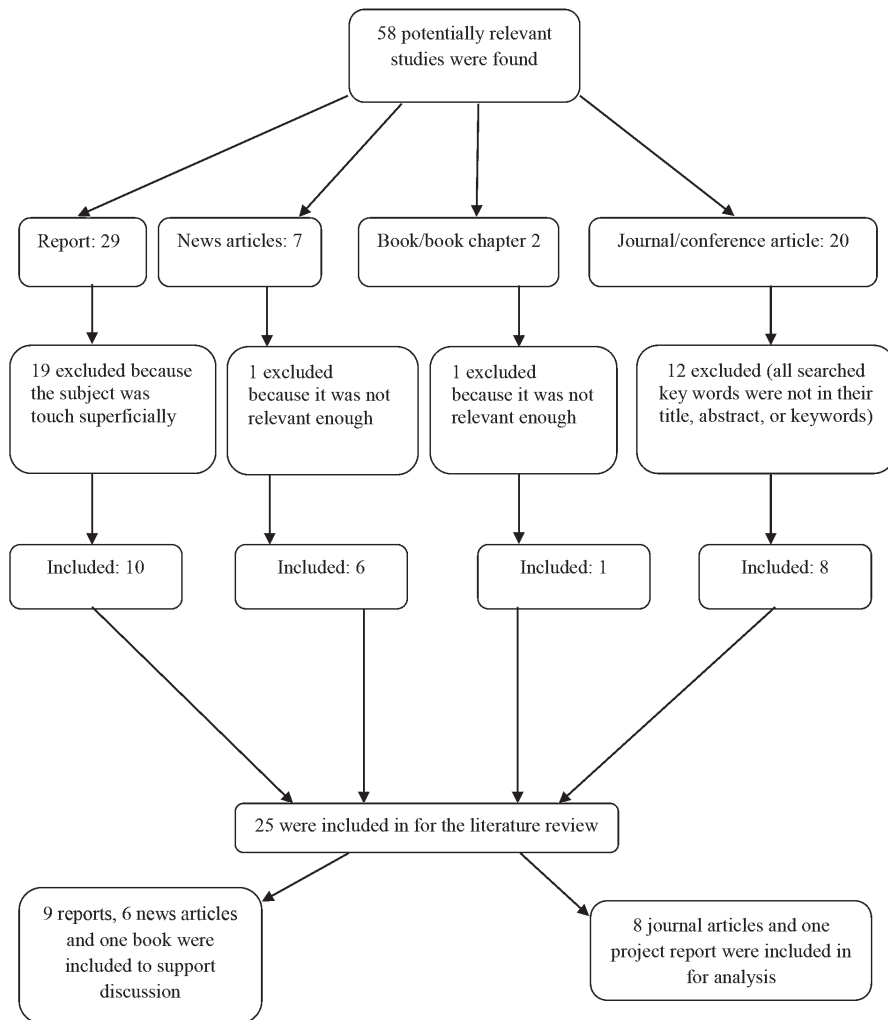 58 potentially relevant
studies were found
Report: 29
News articles: 7
Book/book chapter 2
Journal/conference article: 20
19 excluded because
the subject was
touch superficially
1 excluded
because it was not
relevant enough
1 excluded
because it was not
relevant enough
12 excluded (all searched
key words were not in their
title, abstract, or keywords)
Included: 10
Included: 6
Included: 1
Included: 8
25 were included in for the literature review
9 reports, 6 news articles
and one book were
included to support
discussion
8 journal articles and one
project report were included in
for analysis